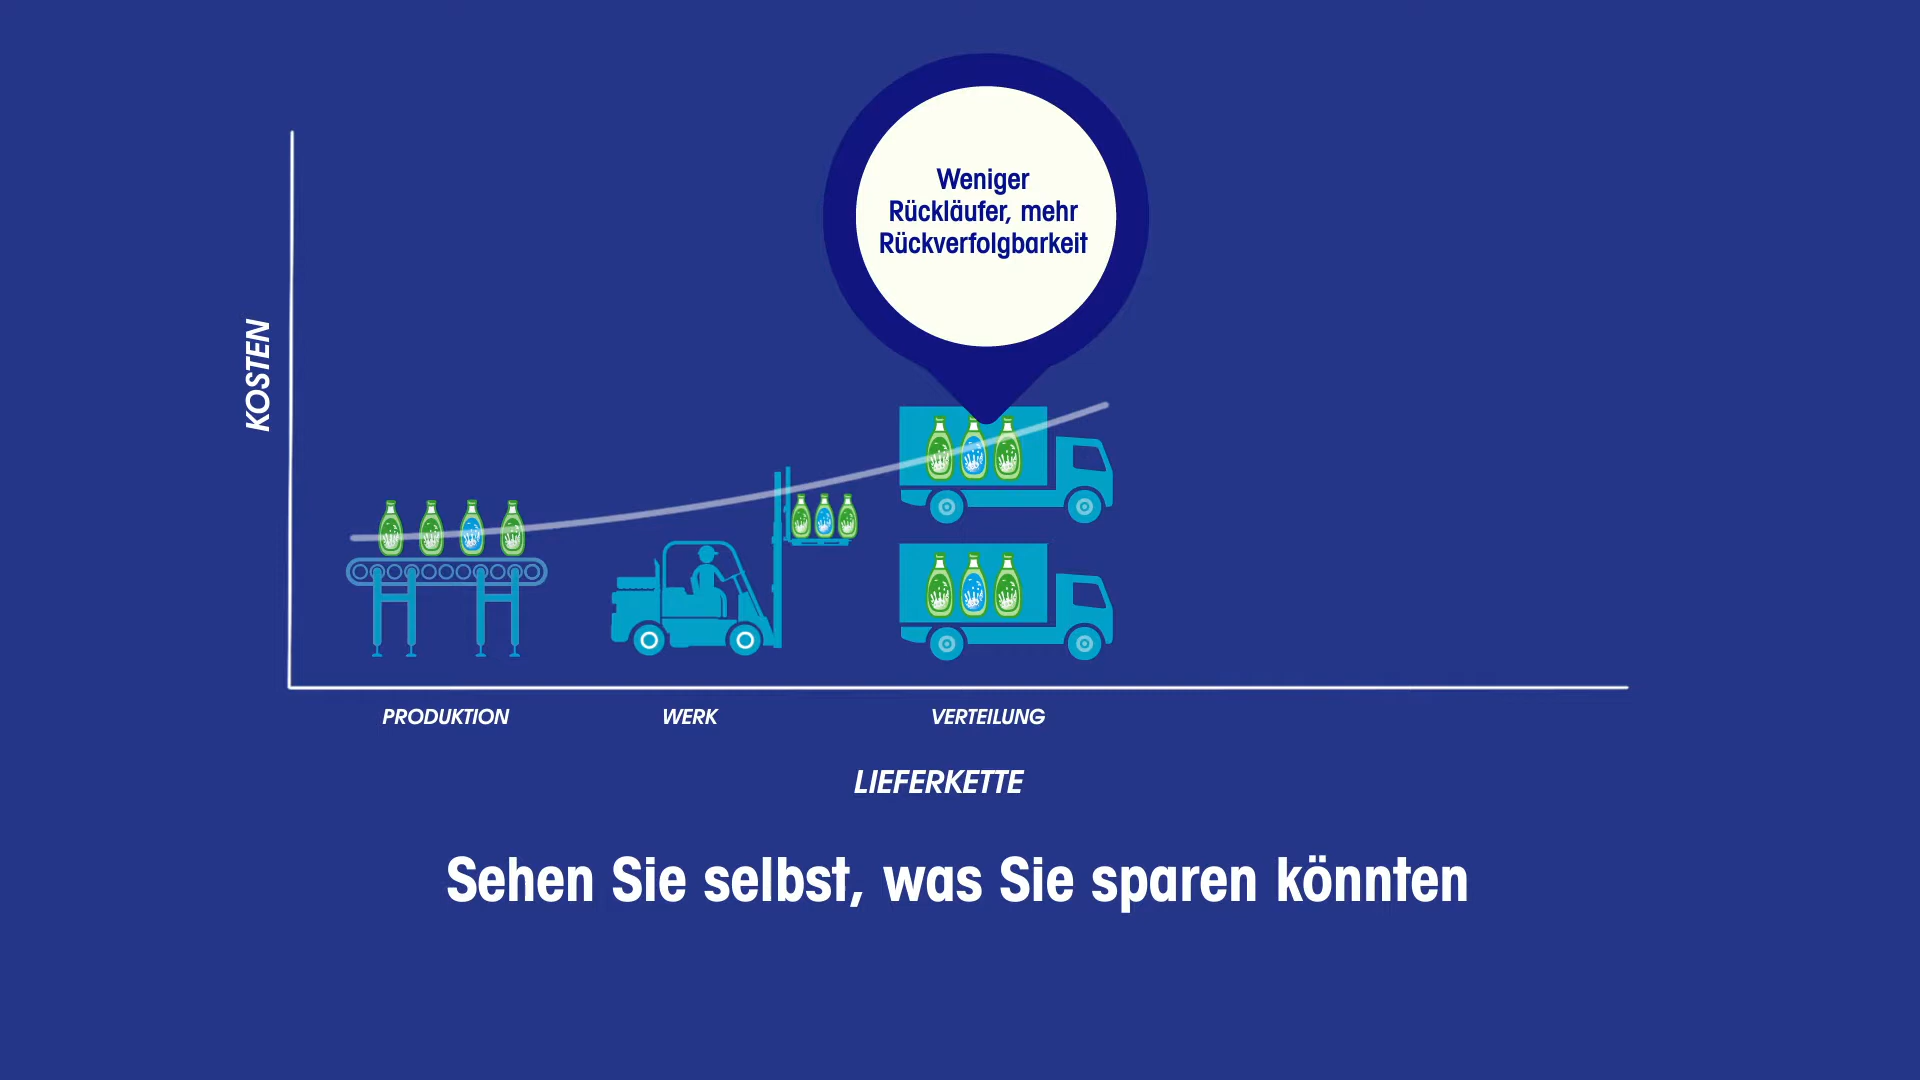 Weniger
Rückläufer, mehr
Rückverfolgbarkeit
KOSTEN
PRODUKTION
WERK
VERTEILUNG
LIEFERKETTE
Sehen Sie selbst, was Sie sparen könnten